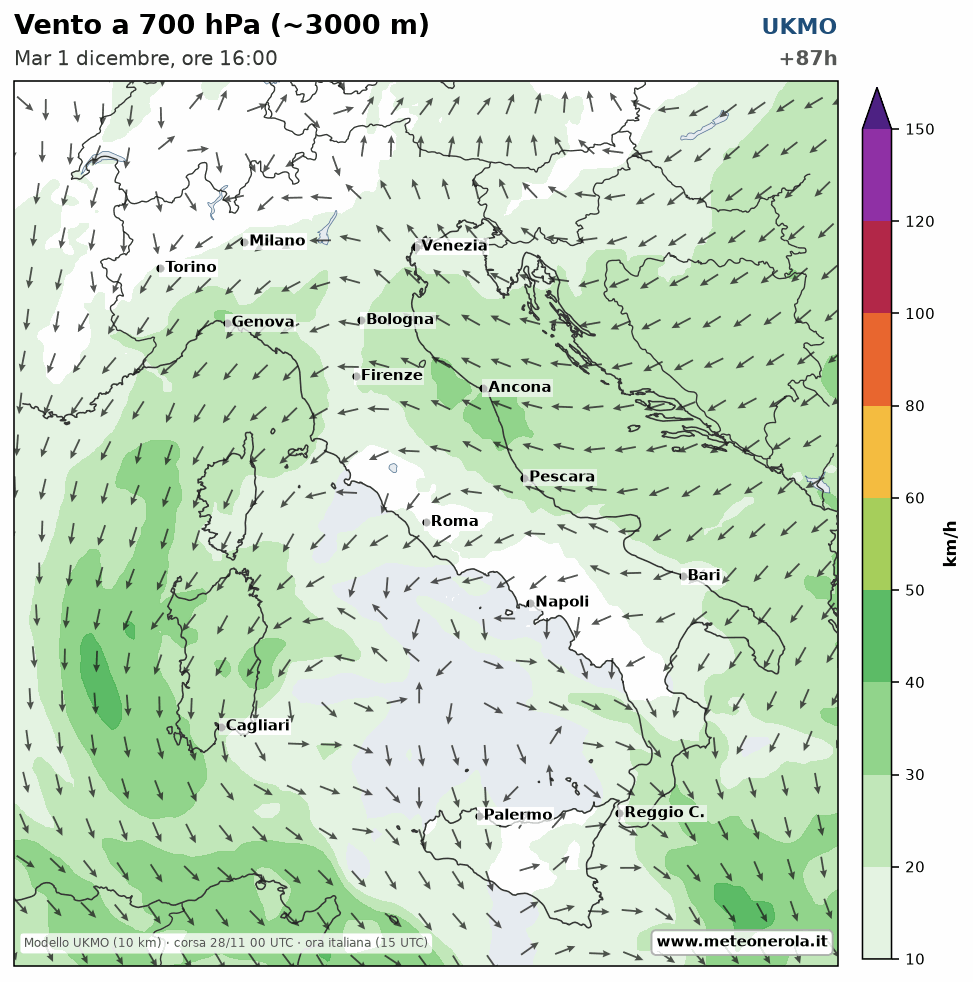 Vento a 700 hPa (~3000 m)
UKMO
Mar 1 dicembre, ore 16:00
+87h
Milano
Venezia
Torino
Genova
Bologna
Firenze
Ancona
Pescara
Roma
Bari
Napoli
Cagliari
Palermo
Reggio C.
150
120
100
80
60
50
40
30
20
10
km/h
Modello UKMO (10 km) · corsa 28/11 00 UTC · ora italiana (15 UTC)
www.meteonerola.it